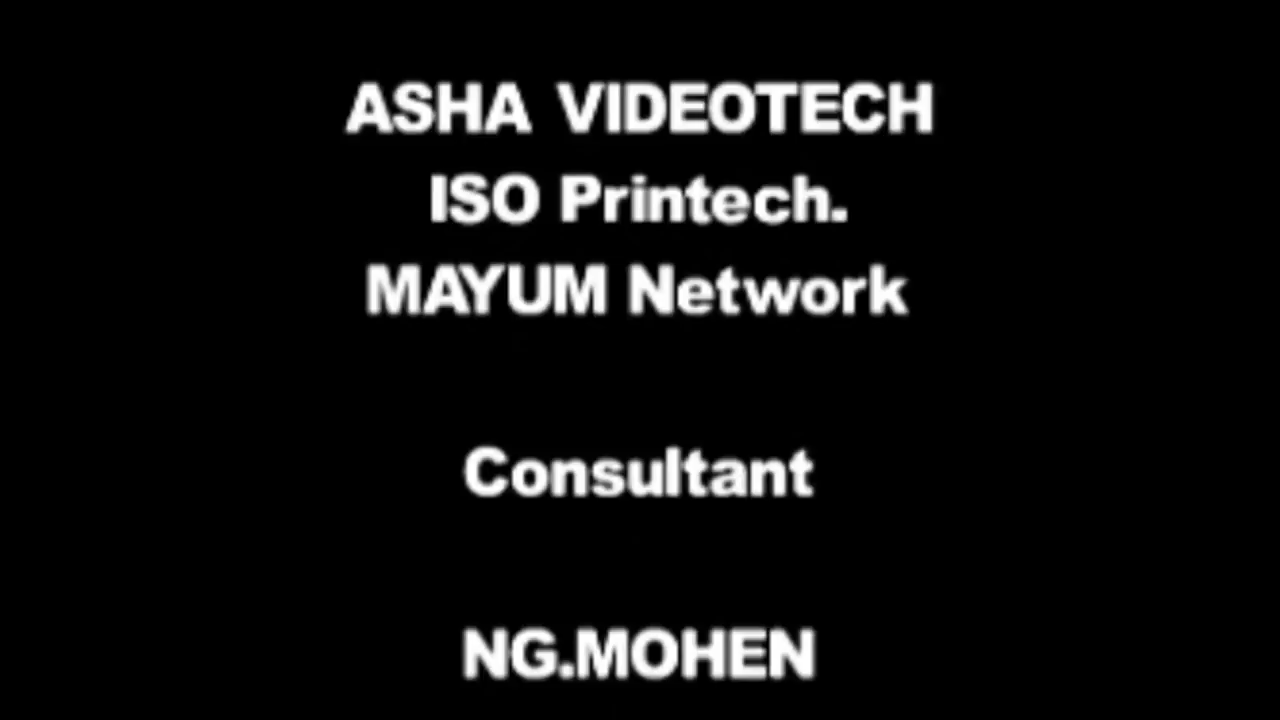 ASHA VIDEOTECH
ISO Printech.
MAYUM Network
Consultant
NG.MOHEN